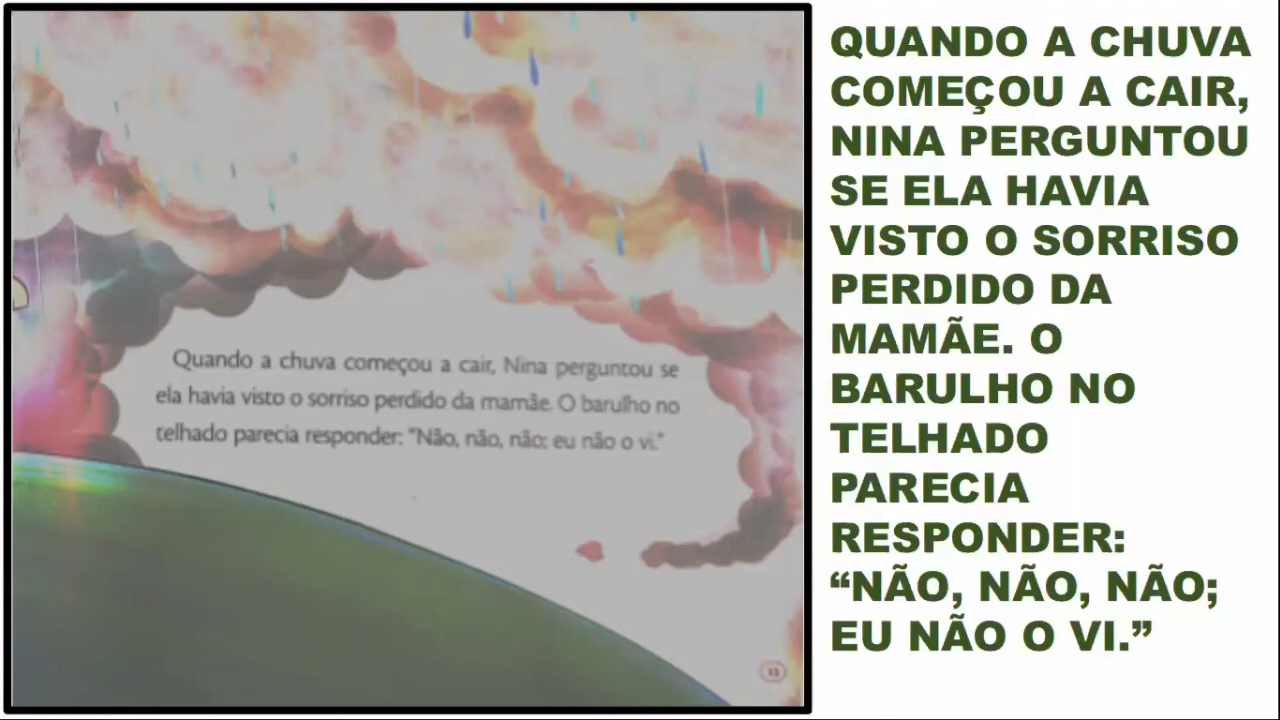 Quando a chuva começou a cair, Nina perguntou se
ela havia visto o sorriso perdido da mamãe. O barulho no
telhado parecia responder: “Não, não, não; eu não o vi.”
13
QUANDO A CHUVA
COMEÇOU A CAIR,
NINA PERGUNTOU
SE ELA HAVIA
VISTO O SORRISO
PERDIDO DA
MAMÃE. O
BARULHO NO
TELHADO
PARECIA
RESPONDER:
“NÃO, NÃO, NÃO;
EU NÃO O VI.”